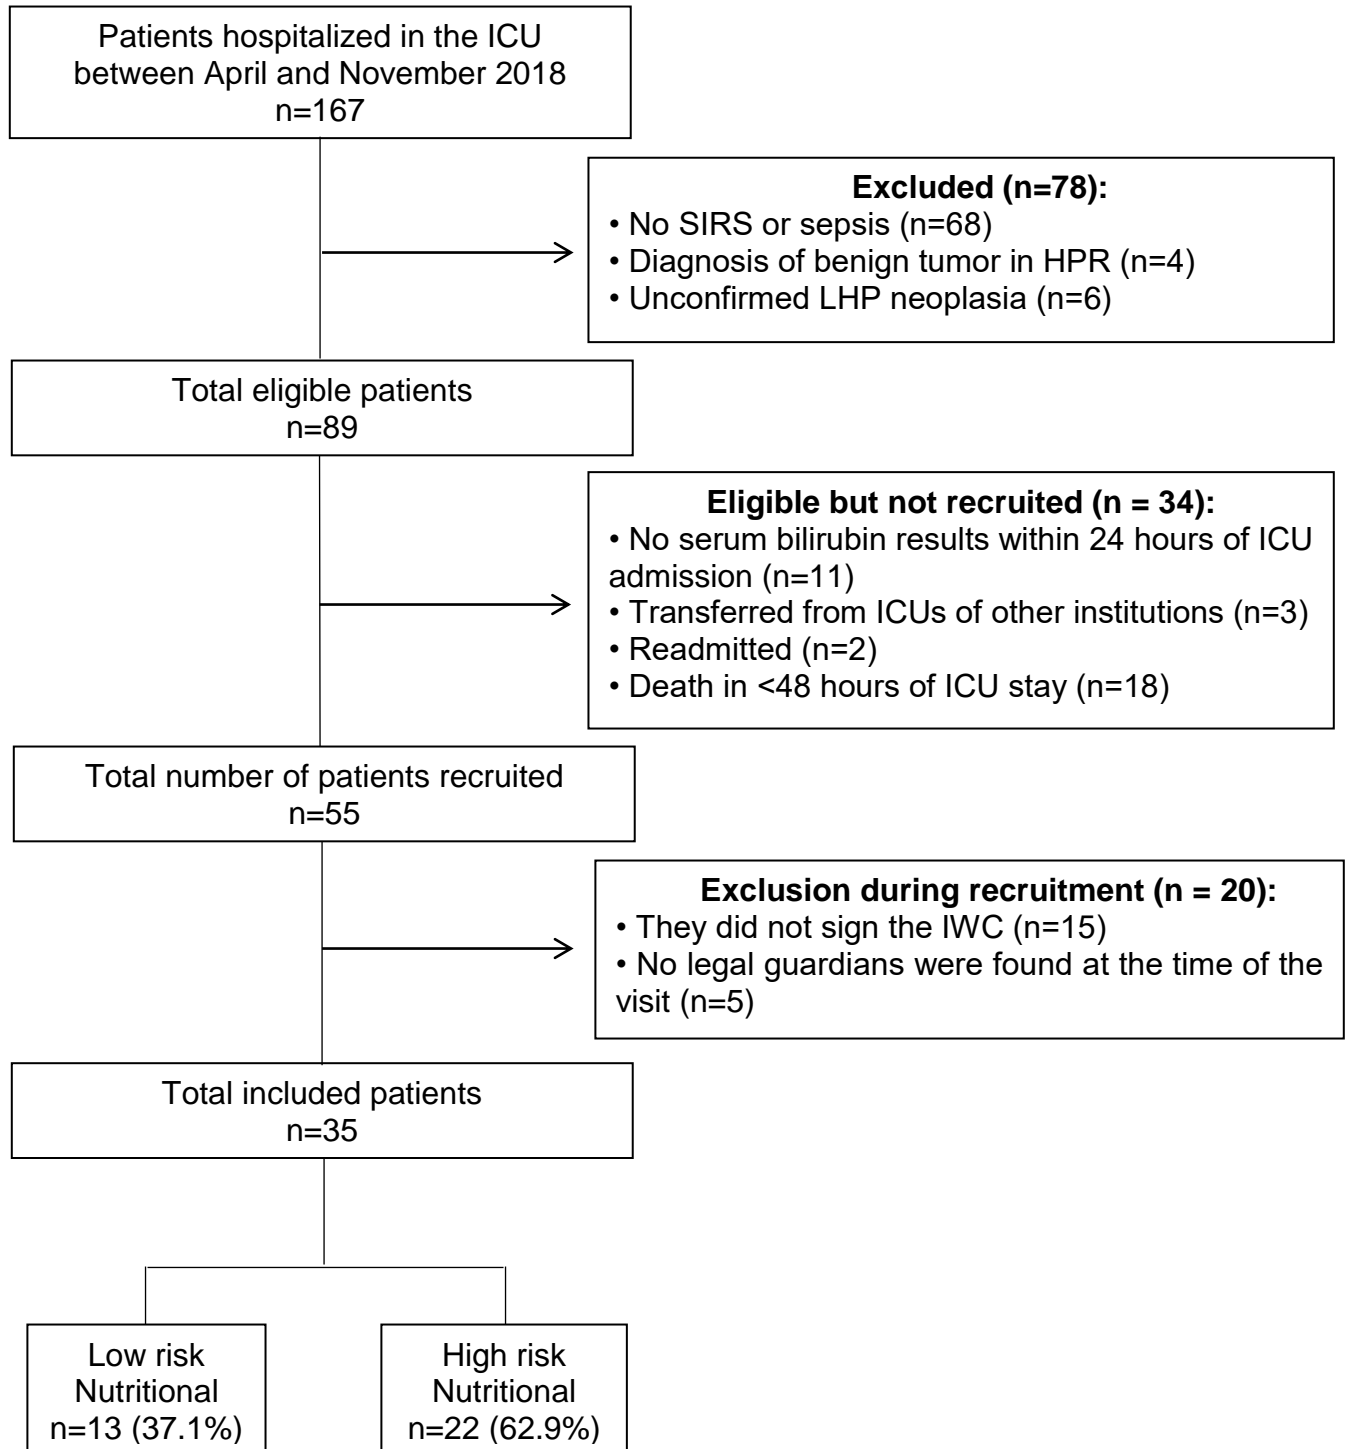 Patients hospitalized in the ICU
between April and November 2018
n=167
Excluded (n=78):
• No SIRS or sepsis (n=68)
• Diagnosis of benign tumor in HPR (n=4)
• Unconfirmed LHP neoplasia (n=6)
Total eligible patients
n=89
Eligible but not recruited (n = 34):
• No serum bilirubin results within 24 hours of ICU
admission (n=11)
• Transferred from ICUs of other institutions (n=3)
• Readmitted (n=2)
• Death in <48 hours of ICU stay (n=18)
Total number of patients recruited
n=55
Exclusion during recruitment (n = 20):
• They did not sign the IWC (n=15)
• No legal guardians were found at the time of the
visit (n=5)
Total included patients
n=35
Low risk
Nutritional
n=13 (37.1%)
High risk
Nutritional
n=22 (62.9%)